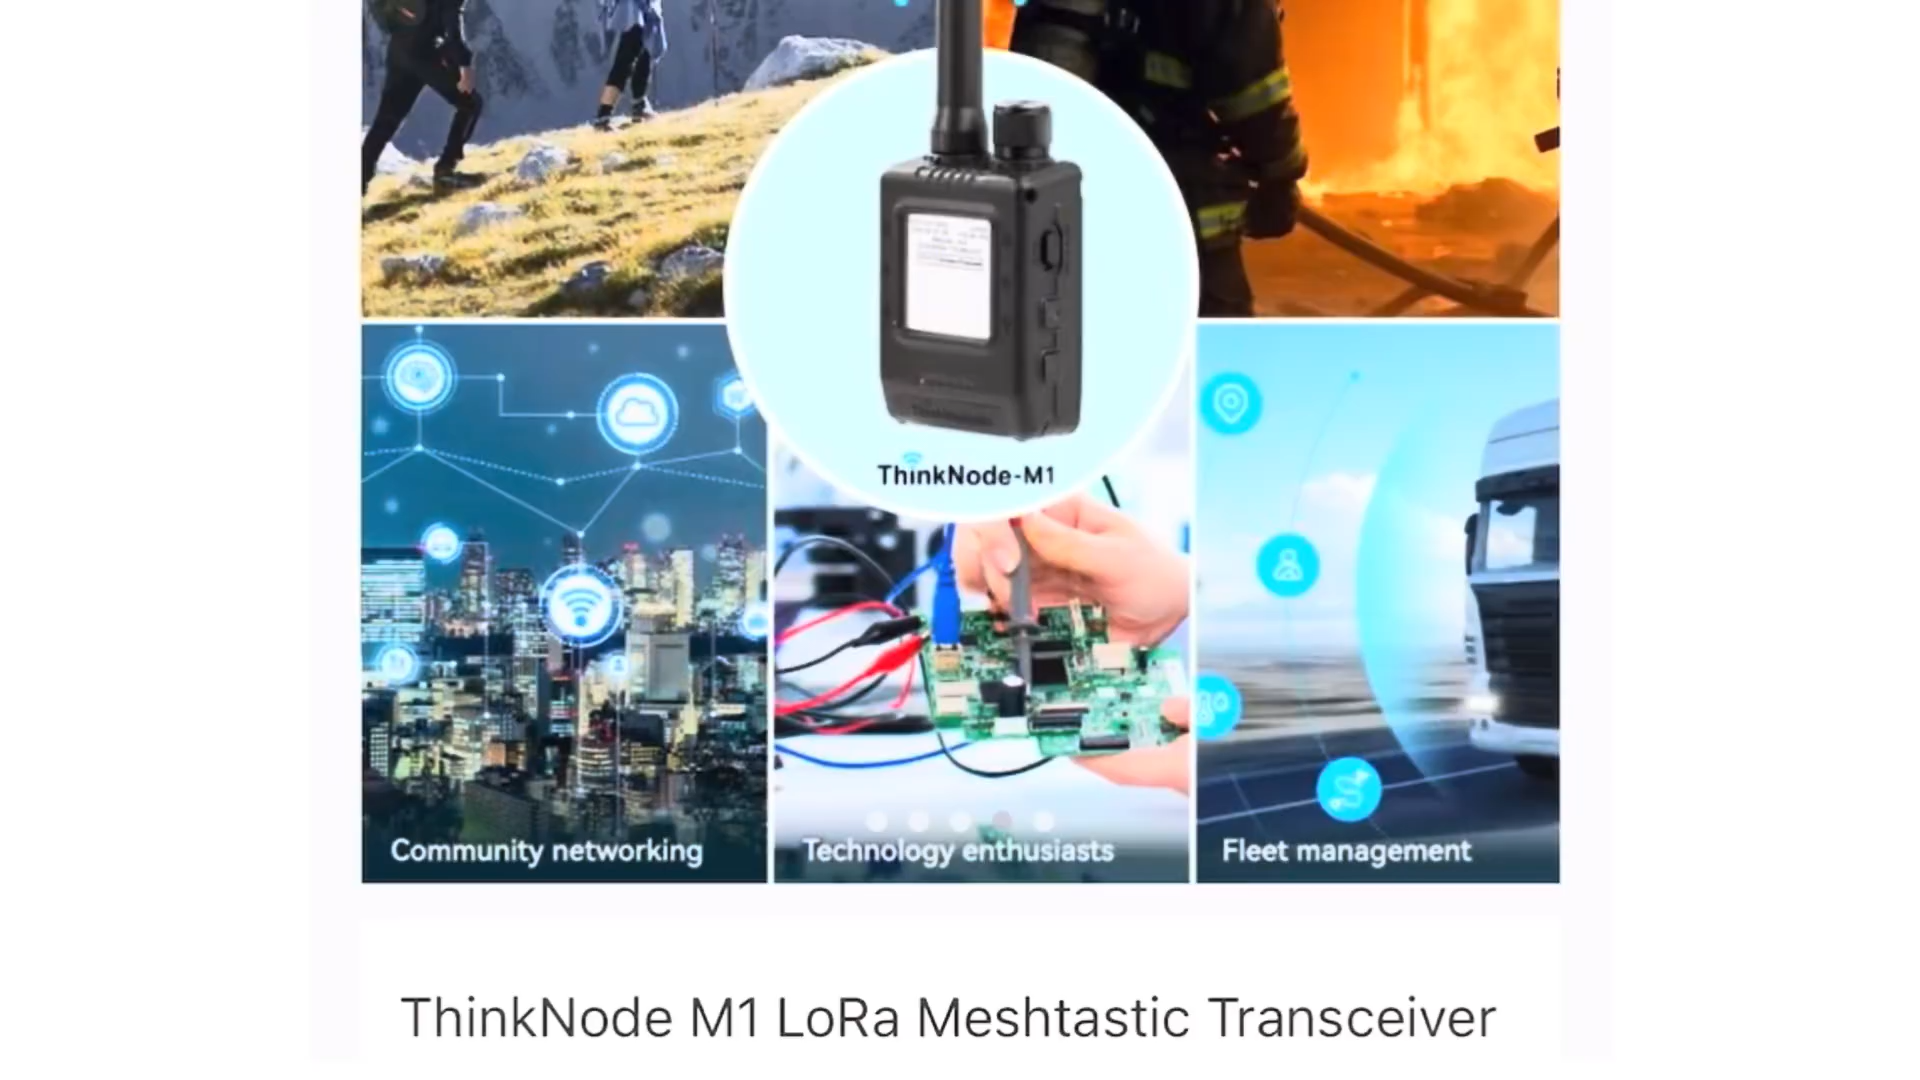 ThinkNode-M1
Community networking
Technology enthusiasts
Fleet management
ThinkNode M1 LoRa Meshtastic Transceiver